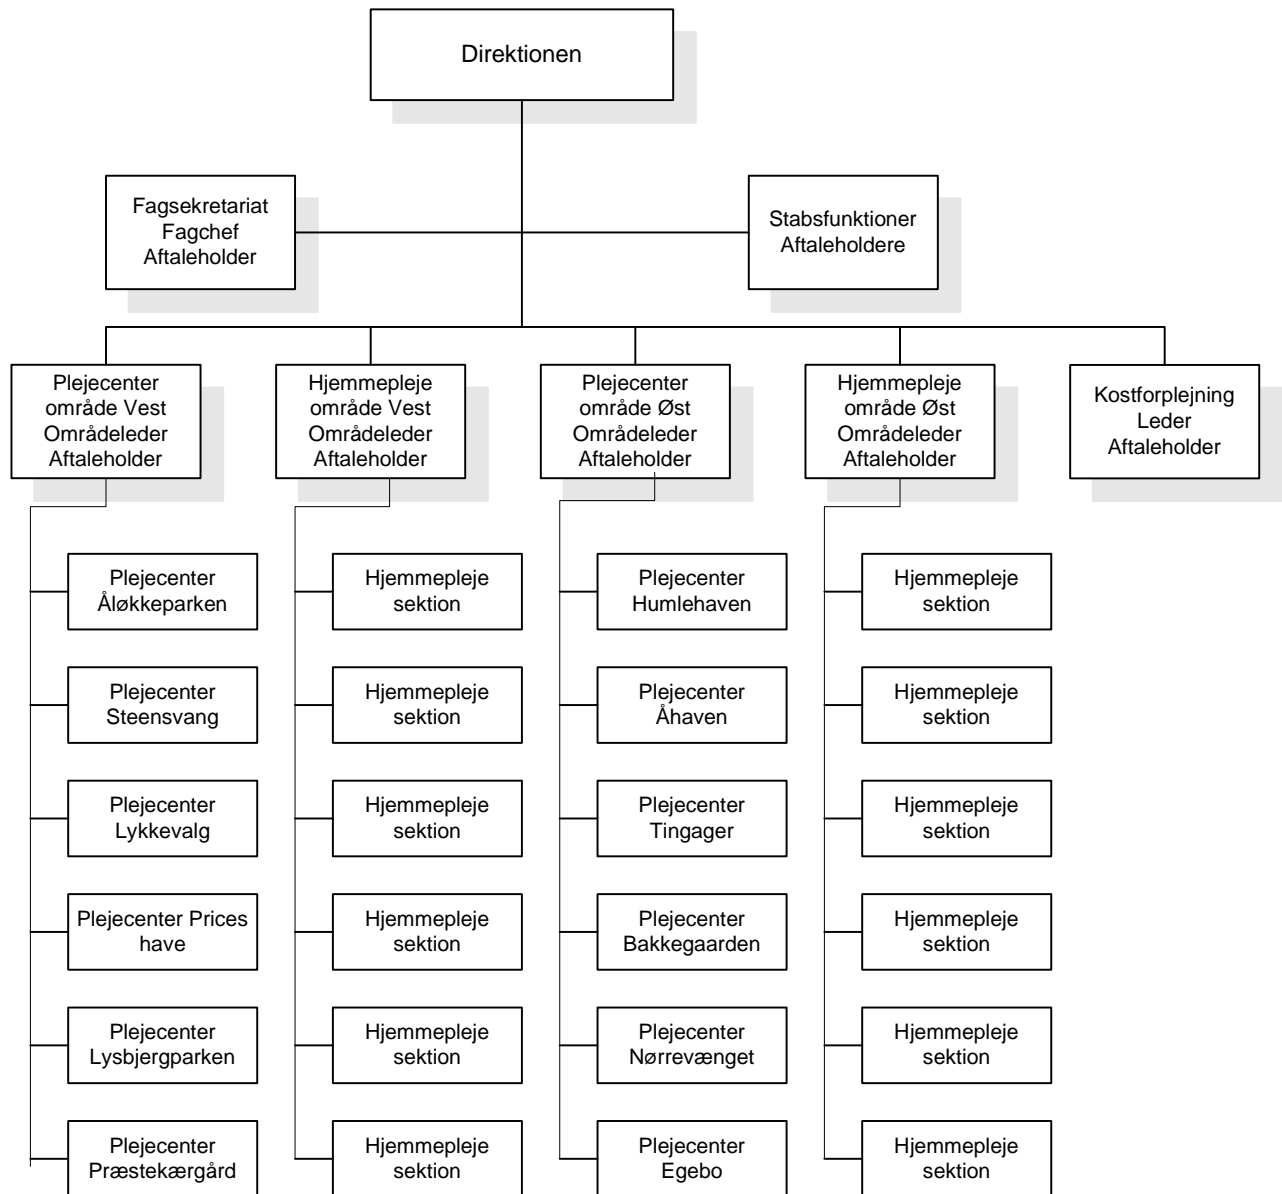 Direktionen
Fagsekretariat
Fagchef
Aftaleholder
Stabsfunktioner
Aftaleholdere
Plejecenter
område Vest
Områdeleder
Aftaleholder
Hjemmepleje
område Vest
Områdeleder
Aftaleholder
Plejecenter
område Øst
Områdeleder
Aftaleholder
Hjemmepleje
område Øst
Områdeleder
Aftaleholder
Kostforplejning
Leder
Aftaleholder
Plejecenter
Åløkkeparken
Plejecenter
Steensvang
Plejecenter
Lykkevalg
Plejecenter Prices
have
Plejecenter
Lysbjergparken
Plejecenter
Præstekærgård
Hjemmepleje
sektion
Hjemmepleje
sektion
Hjemmepleje
sektion
Hjemmepleje
sektion
Hjemmepleje
sektion
Hjemmepleje
sektion
Plejecenter
Humlehaven
Plejecenter
Åhaven
Plejecenter
Tingager
Plejecenter
Bakkegaarden
Plejecenter
Nørrevænget
Plejecenter
Egebo
Hjemmepleje
sektion
Hjemmepleje
sektion
Hjemmepleje
sektion
Hjemmepleje
sektion
Hjemmepleje
sektion
Hjemmepleje
sektion